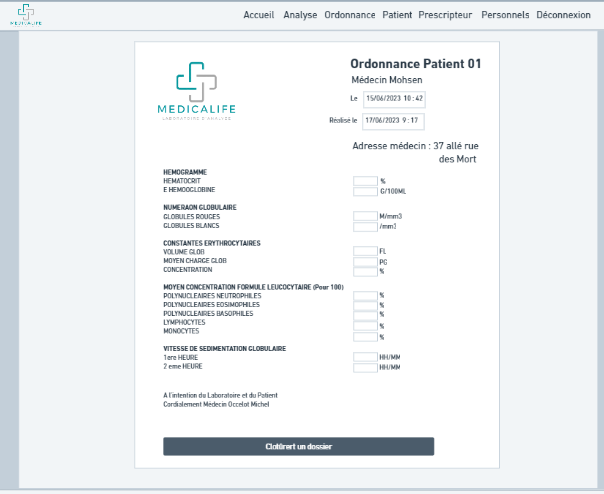 MEDICALIFE
Accueil Analyse Ordonnance Patient Prescripteur Personnels Déconnexion
MEDICALIFE
LABORATOIRE D'ANALYSE
Ordonnance Patient 01
Médecin Mohsen
Le 15/06/2023 10:42
Réalisé le 17/06/2023 9:17
Adresse médecin : 37 allé rue
des Mort
HEMOGRAMME
HEMATOCRIT %
E HEMOOGLOBINE G/100ML
NUMERAON GLOBULAIRE
GLOBULES ROUGES M/mm3
GLOBULES BLANCS /mm3
CONSTANTES ERYTHROCYTAIRES
VOLUME GLOB FL
MOYEN CHARGE GLOB PG
CONCENTRATION %
MOYEN CONCENTRATION FORMULE LEUCOCYTAIRE (Pour 100)
POLYNUCLEAIRES NEUTROPHILES %
POLYNUCLEAIRES EOSIMOPHILES %
POLYNUCLEAIRES BASOPHILES %
LYMPHOCYTES %
MONOCYTES %
VITESSE DE SEDIMENTATION GLOBULAIRE
1ere HEURE HH/MM
2 eme HEURE HH/MM
A l'intention du Laboratoire et du Patient
Cordialement Médecin Occelot Michel
Clotûrert un dossier